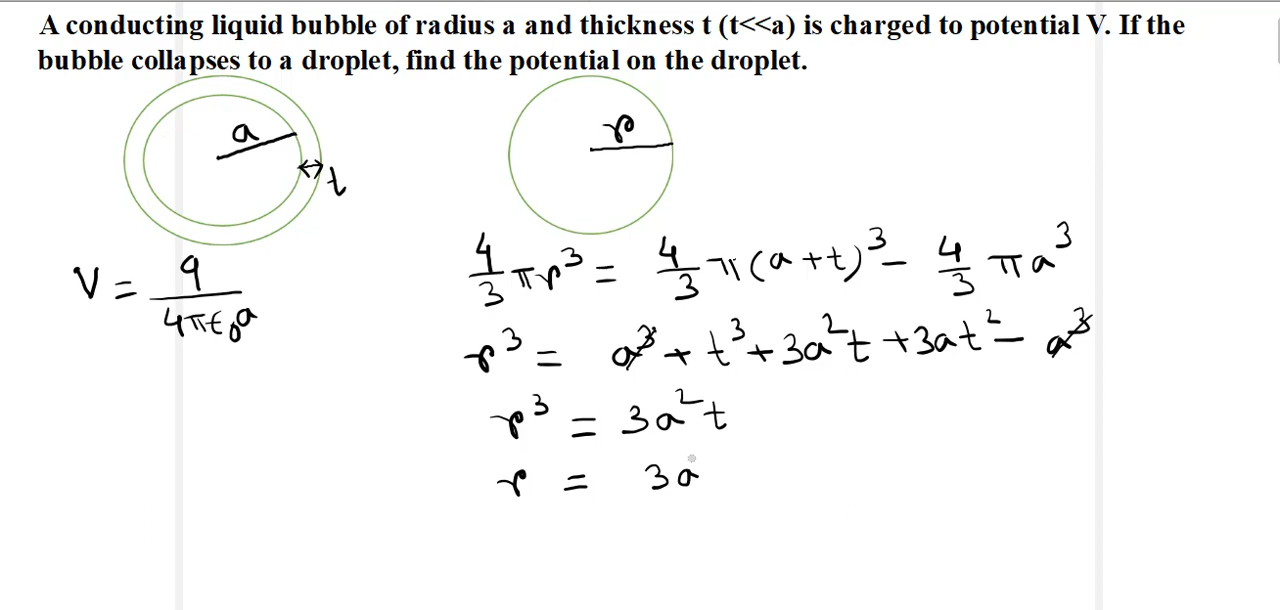 A conducting liquid bubble of radius a and thickness t (t<<a) is charged to potential V. If the
bubble collapses to a droplet, find the potential on the droplet.
a
t
r
V = q / 4πϵ₀a
4/3 πr³ = 4/3 π(a+t)³ − 4/3 πa³
r³ = a³ + t³ + 3a²t + 3at² − a³
r³ = 3a²t
r = 3a